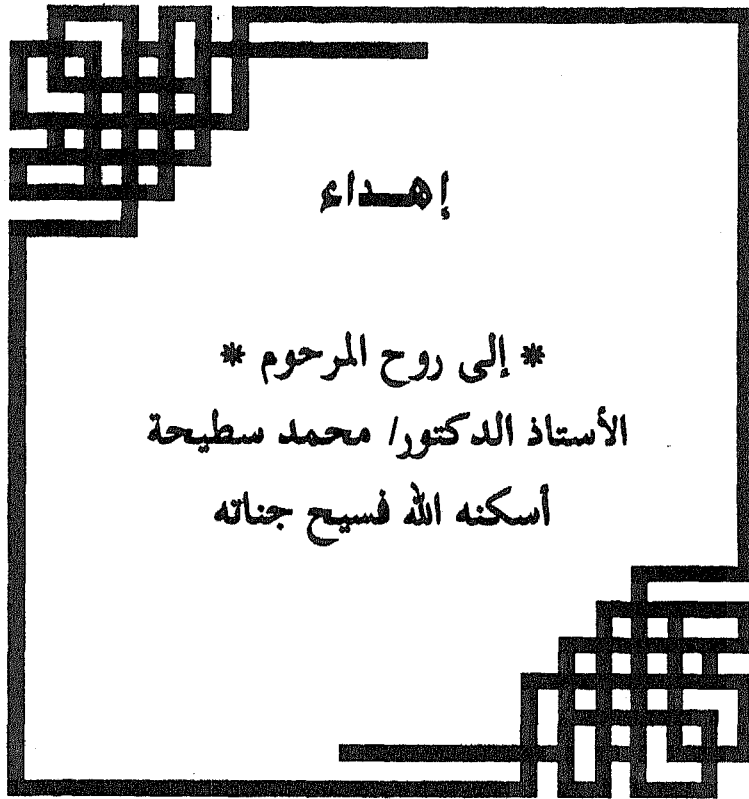 إهداء
* إلى روح المرحوم *
الأستاذ الدكتور/ محمد سطيحة
أسكنه الله فسيح جناته